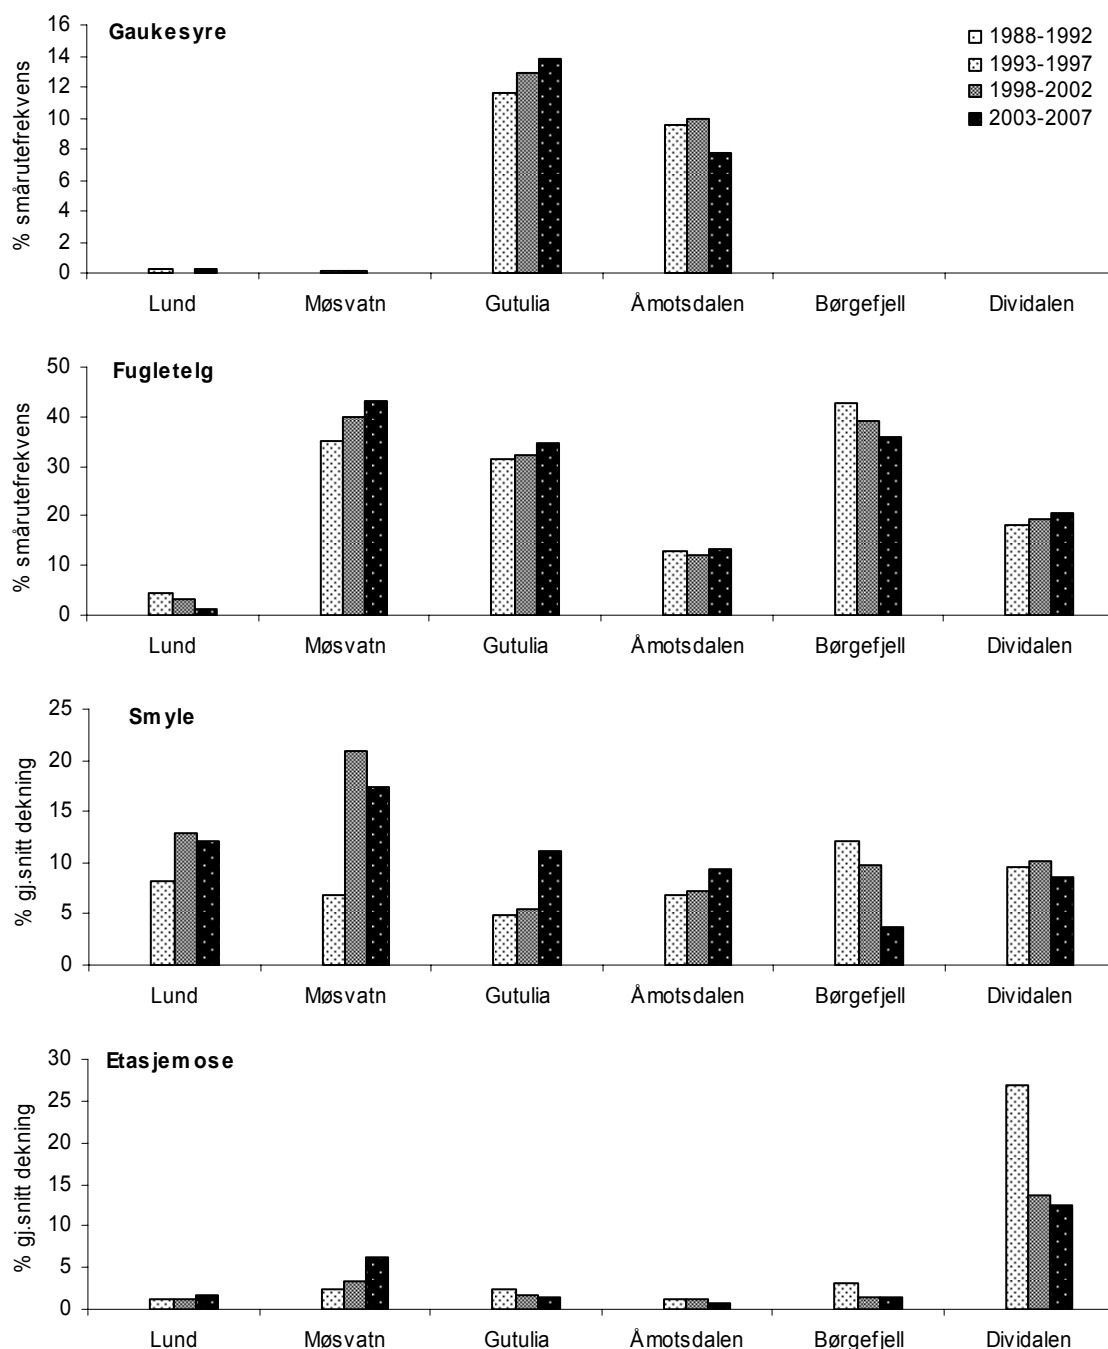 Gaukesyre
1988-1992
1993-1997
1998-2002
2003-2007
% smårutefrekvens
16
14
12
10
8
6
4
2
0
Lund Møsvatn Gutulia Åmotsdalen Børgefjell Dividalen
Fugletelg
% smårutefrekvens
50
40
30
20
10
0
Lund Møsvatn Gutulia Åmotsdalen Børgefjell Dividalen
Smyle
% gj.snitt dekning
25
20
15
10
5
0
Lund Møsvatn Gutulia Åmotsdalen Børgefjell Dividalen
Etasjemose
% gj.snitt dekning
30
25
20
15
10
5
0
Lund Møsvatn Gutulia Åmotsdalen Børgefjell Dividalen